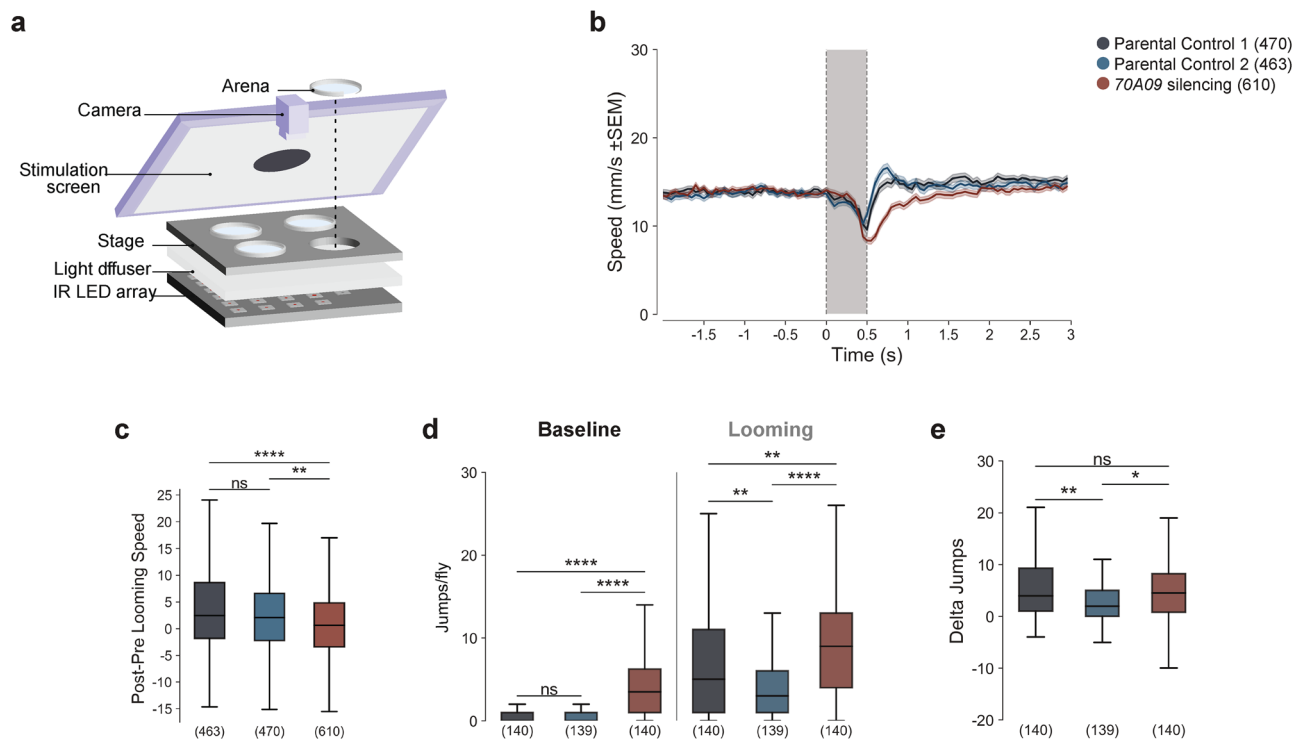 a
Arena
Camera
Stimulation
screen
Stage
Light dffuser
IR LED array
b
30
20
10
0
Speed (mm/s ±SEM)
-1.5
-1
-0.5
0
0.5
1
1.5
2
2.5
3
Time (s)
Parental Control 1 (470)
Parental Control 2 (463)
70A09 silencing (610)
c
****
**
ns
25
20
15
10
5
0
-5
-10
-15
-20
Post-Pre Looming Speed
(463)
(470)
(610)
d
Baseline
Looming
30
20
10
0
Jumps/fly
****
****
ns
**
****
**
(140)
(139)
(140)
(140)
(139)
(140)
e
ns
*
**
30
20
10
0
-10
-20
Delta Jumps
(140)
(139)
(140)